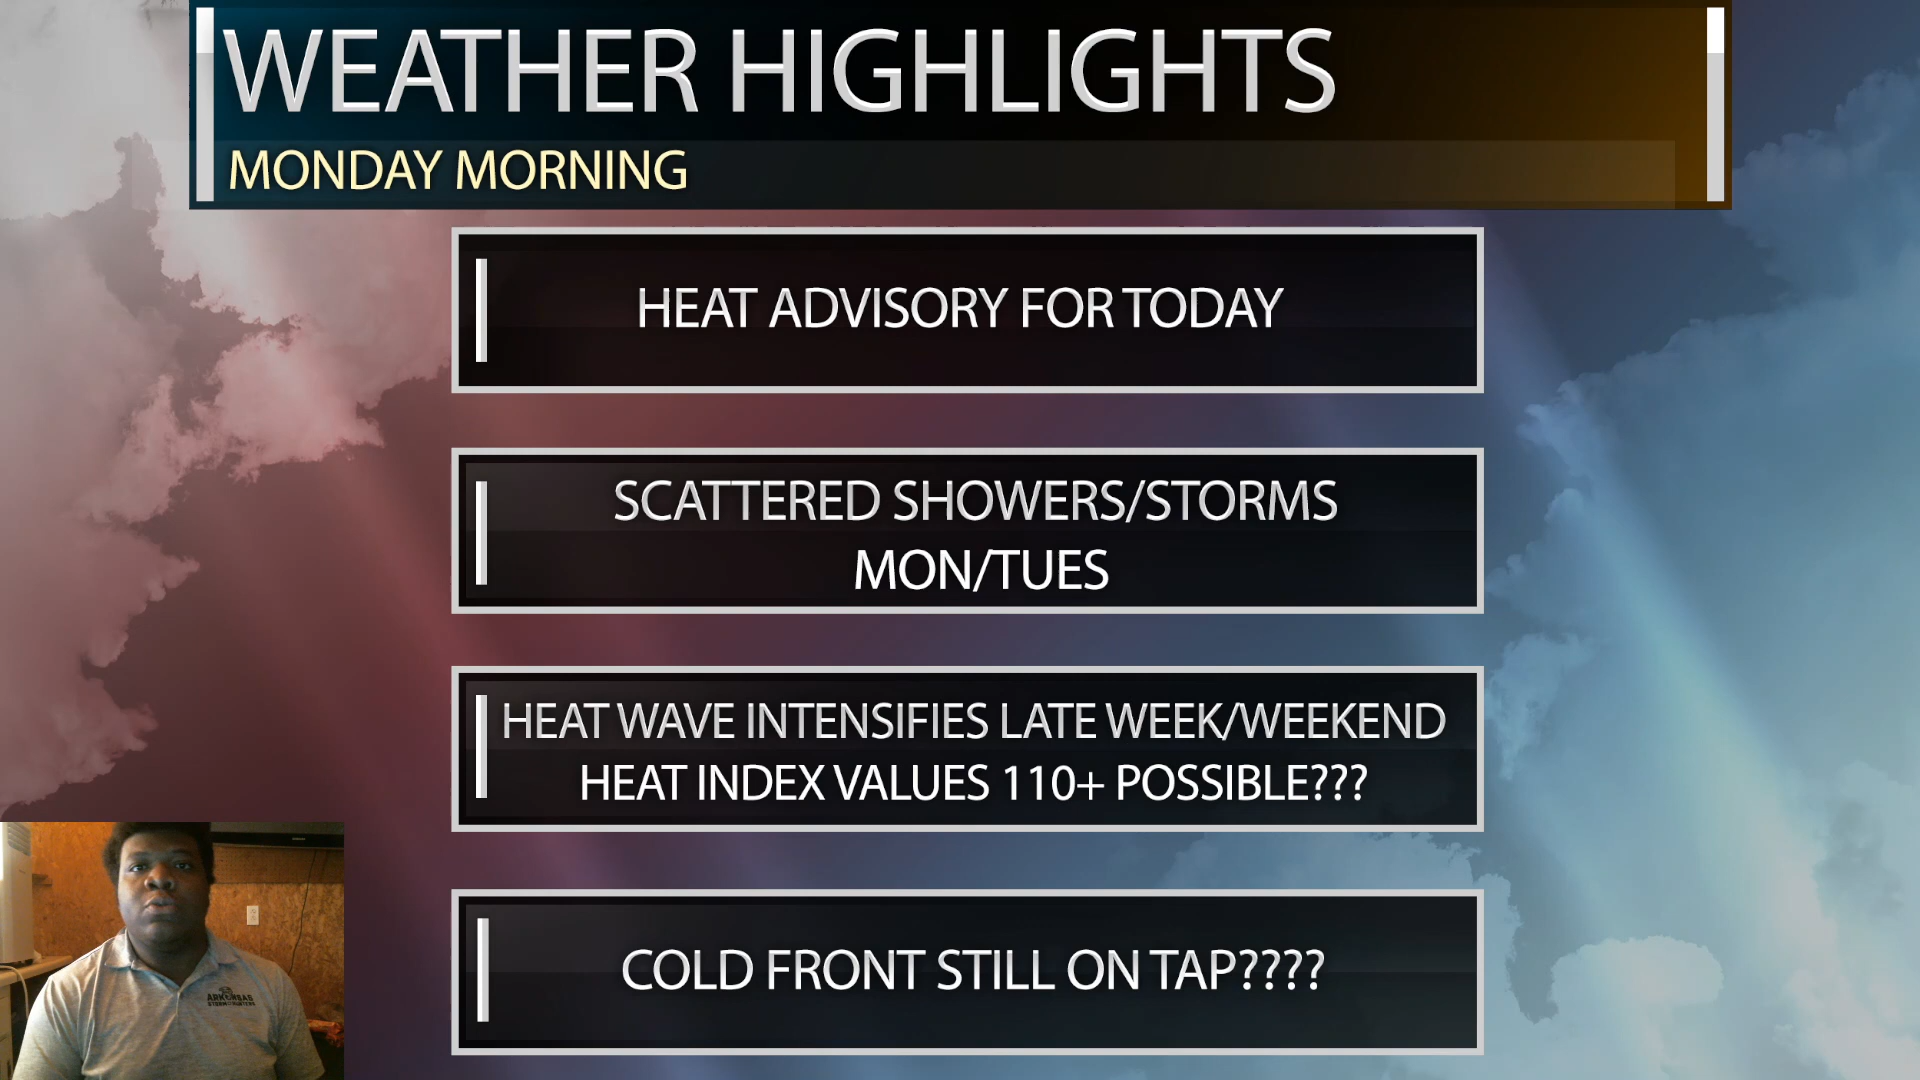 WEATHER HIGHLIGHTS
MONDAY MORNING
HEAT ADVISORY FOR TODAY
SCATTERED SHOWERS/STORMS
MON/TUES
HEAT WAVE INTENSIFIES LATE WEEK/WEEKEND
HEAT INDEX VALUES 110+ POSSIBLE???
COLD FRONT STILL ON TAP????
ARKANSAS